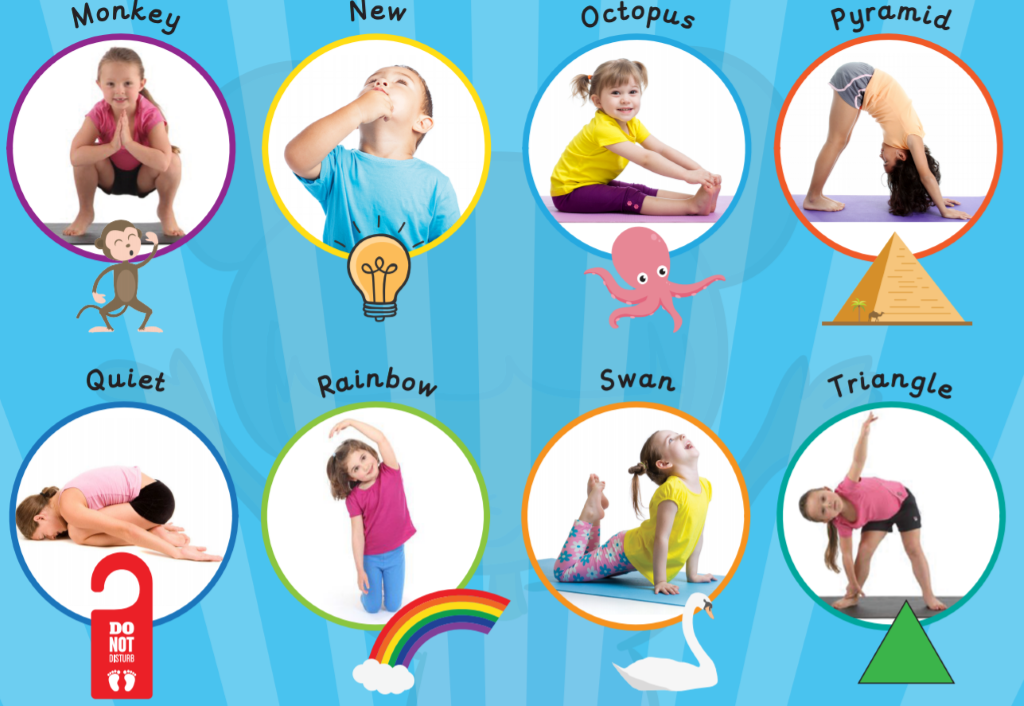 Monkey
New
Octopus
Pyramid
Quiet
Rainbow
Swan
Triangle
DO
NOT
DISTURB